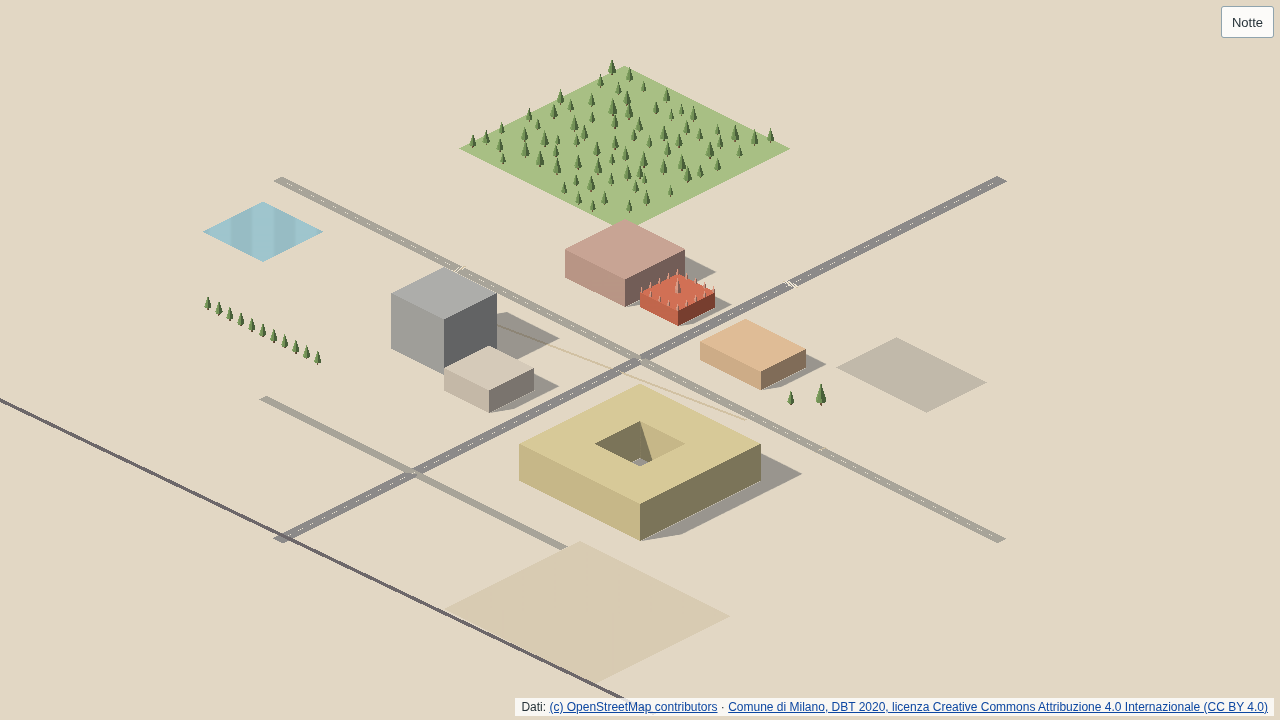 Notte
Dati: (c) OpenStreetMap contributors · Comune di Milano, DBT 2020, licenza Creative Commons Attribuzione 4.0 Internazionale (CC BY 4.0)